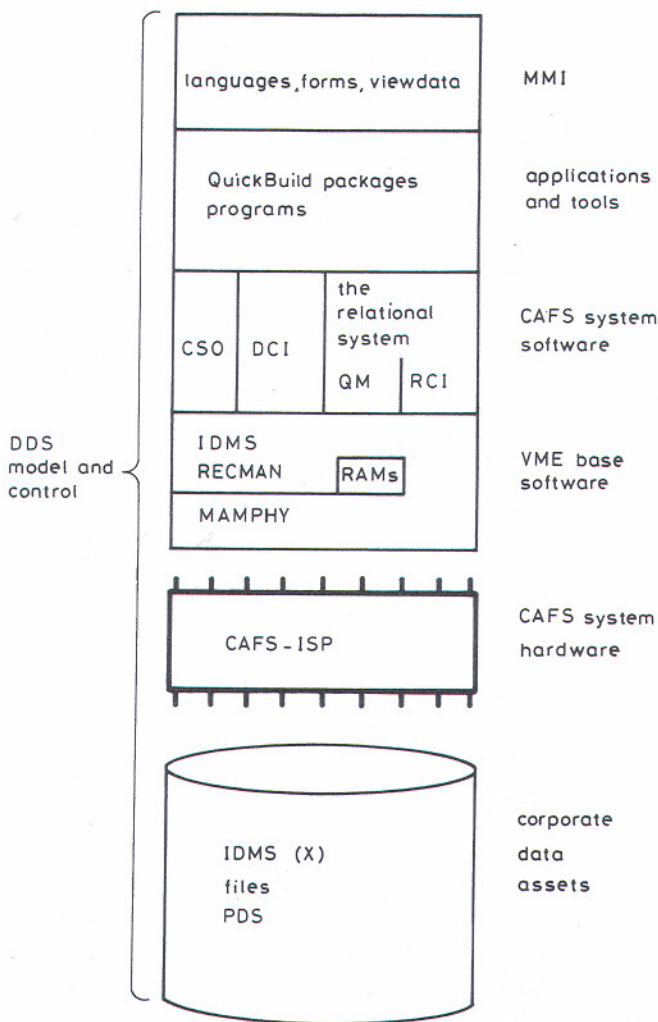 languages, forms, viewdata
MMI
QuickBuild packages
programs
applications
and tools
the
relational
system
CSO
DCI
QM
RCI
CAFS system
software
DDS
model and
control
IDMS
RECMAN
RAMs
MAMPHY
VME base
software
CAFS - ISP
CAFS system
hardware
IDMS (X)
files
PDS
corporate
data
assets